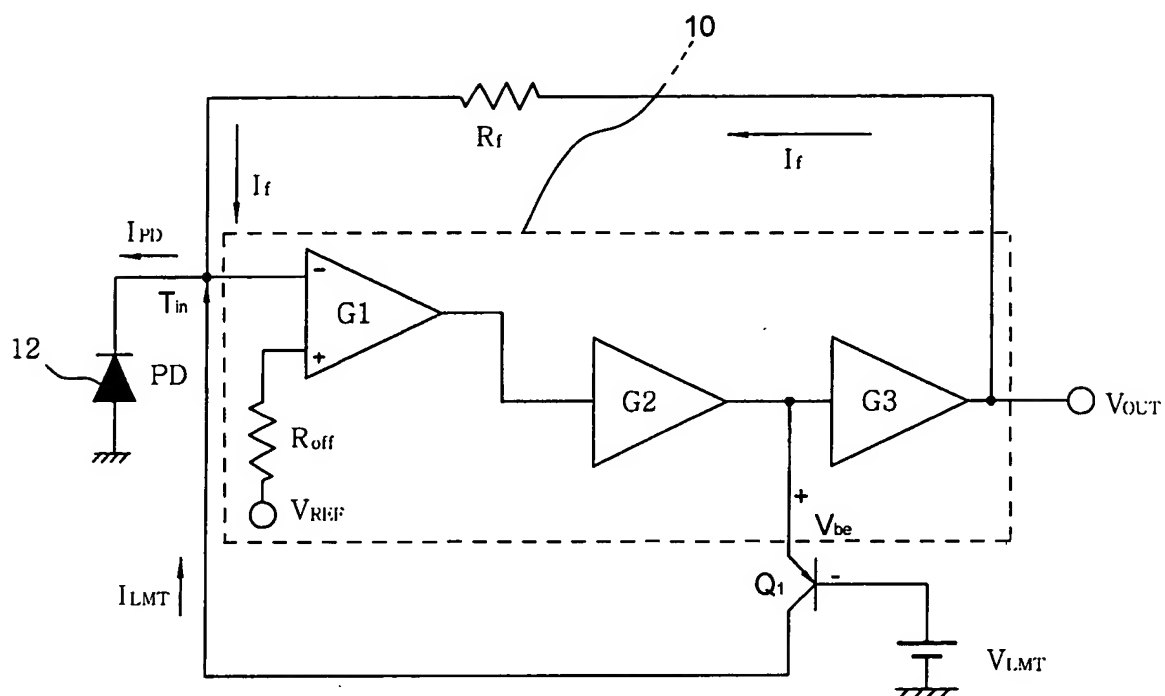 10
Rf
If
If
IPD
Tin
-
G1
+
12
PD
G2
G3
VOUT
Roff
VREF
+
Vbe
ILMT
Q1
-
VLMT